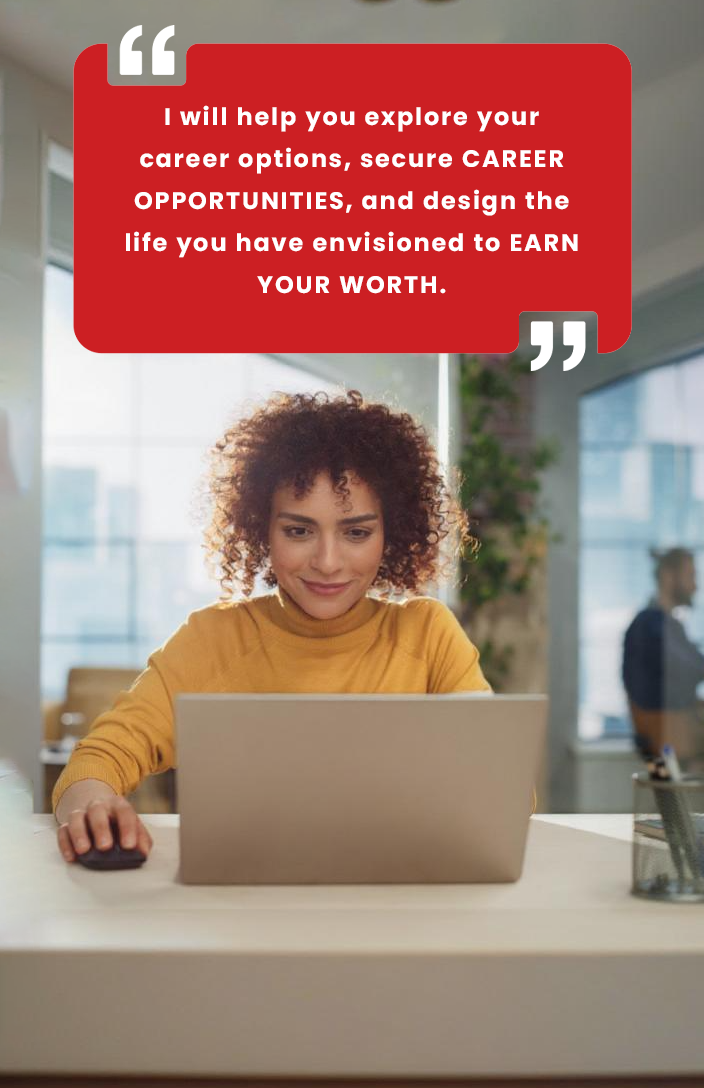 “
I will help you explore your
career options, secure CAREER
OPPORTUNITIES, and design the
life you have envisioned to EARN
YOUR WORTH.
”